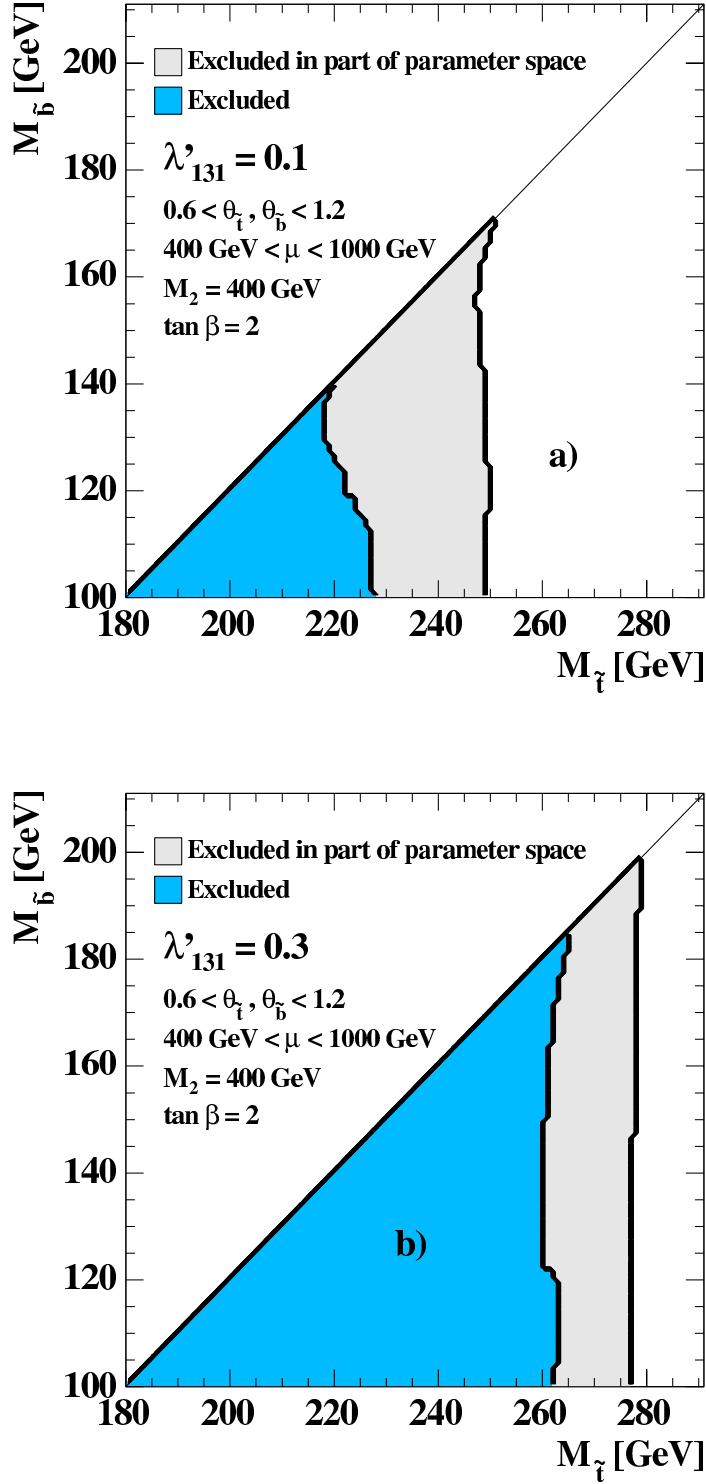 M_b̃ [GeV]
200
180
160
140
120
100
Excluded in part of parameter space
Excluded
λ'₁₃₁ = 0.1
0.6 < θ_t̃ , θ_b̃ < 1.2
400 GeV < μ < 1000 GeV
M₂ = 400 GeV
tan β = 2
a)
180 200 220 240 260 280
M_t̃ [GeV]
M_b̃ [GeV]
200
180
160
140
120
100
Excluded in part of parameter space
Excluded
λ'₁₃₁ = 0.3
0.6 < θ_t̃ , θ_b̃ < 1.2
400 GeV < μ < 1000 GeV
M₂ = 400 GeV
tan β = 2
b)
180 200 220 240 260 280
M_t̃ [GeV]